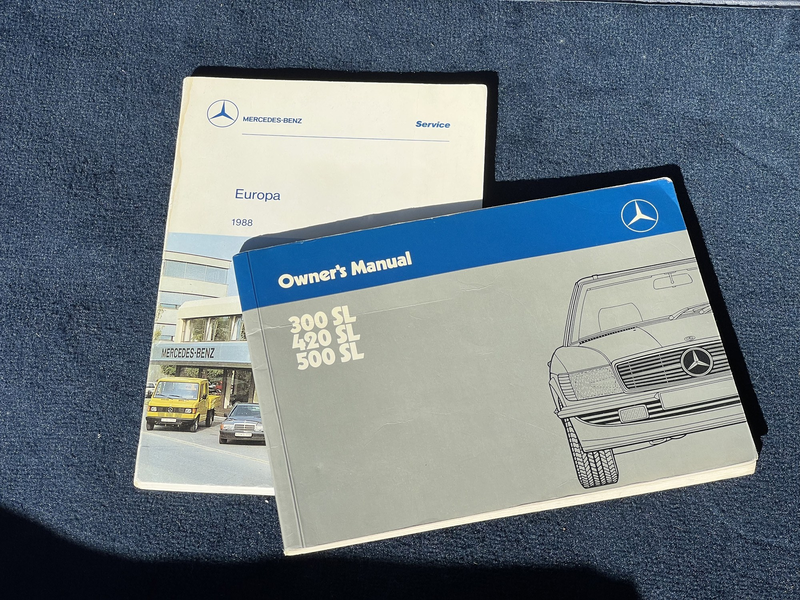 MERCEDES-BENZ
Service
Europa
1988
MERCEDES-BENZ
Owner's Manual
300 SL
420 SL
500 SL